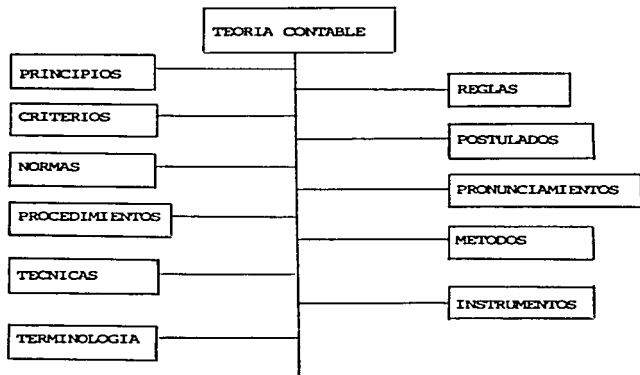 TEORIA CONTABLE
PRINCIPIOS
REGLAS
CRITERIOS
POSTULADOS
NORMAS
PRONUNCIAMIENTOS
PROCEDIMIENTOS
METODOS
TECNICAS
INSTRUMENTOS
TERMINOLOGIA